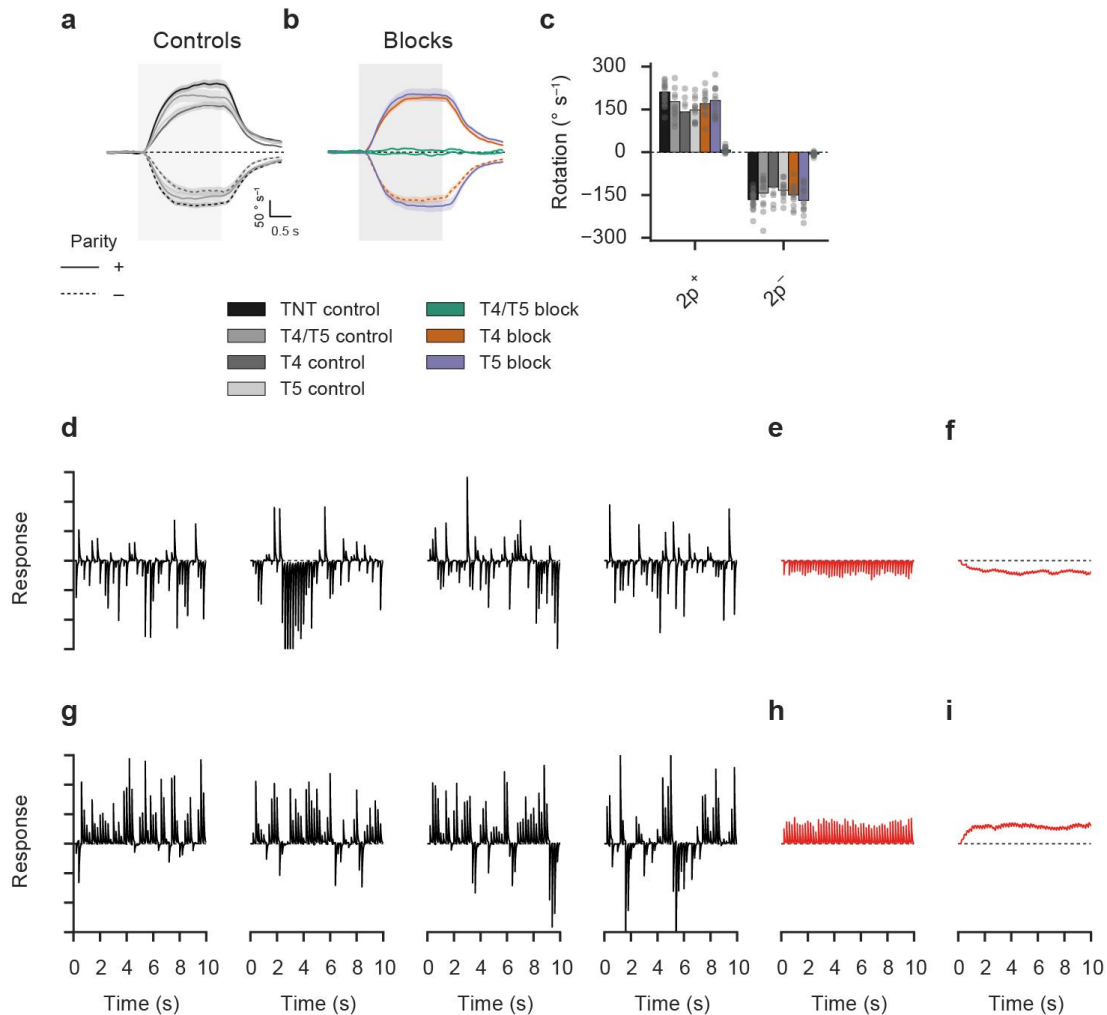 a
Controls
b
Blocks
c
50 ° s⁻¹
0.5 s
Rotation (° s⁻¹)
300
150
0
−150
−300
2p⁺
2p⁻
Parity
+
−
TNT control
T4/T5 control
T4 control
T5 control
T4/T5 block
T4 block
T5 block
d
e
f
Response
g
h
i
Response
0 2 4 6 8 10
0 2 4 6 8 10
0 2 4 6 8 10
0 2 4 6 8 10
0 2 4 6 8 10
0 2 4 6 8 10
Time (s)
Time (s)
Time (s)
Time (s)
Time (s)
Time (s)